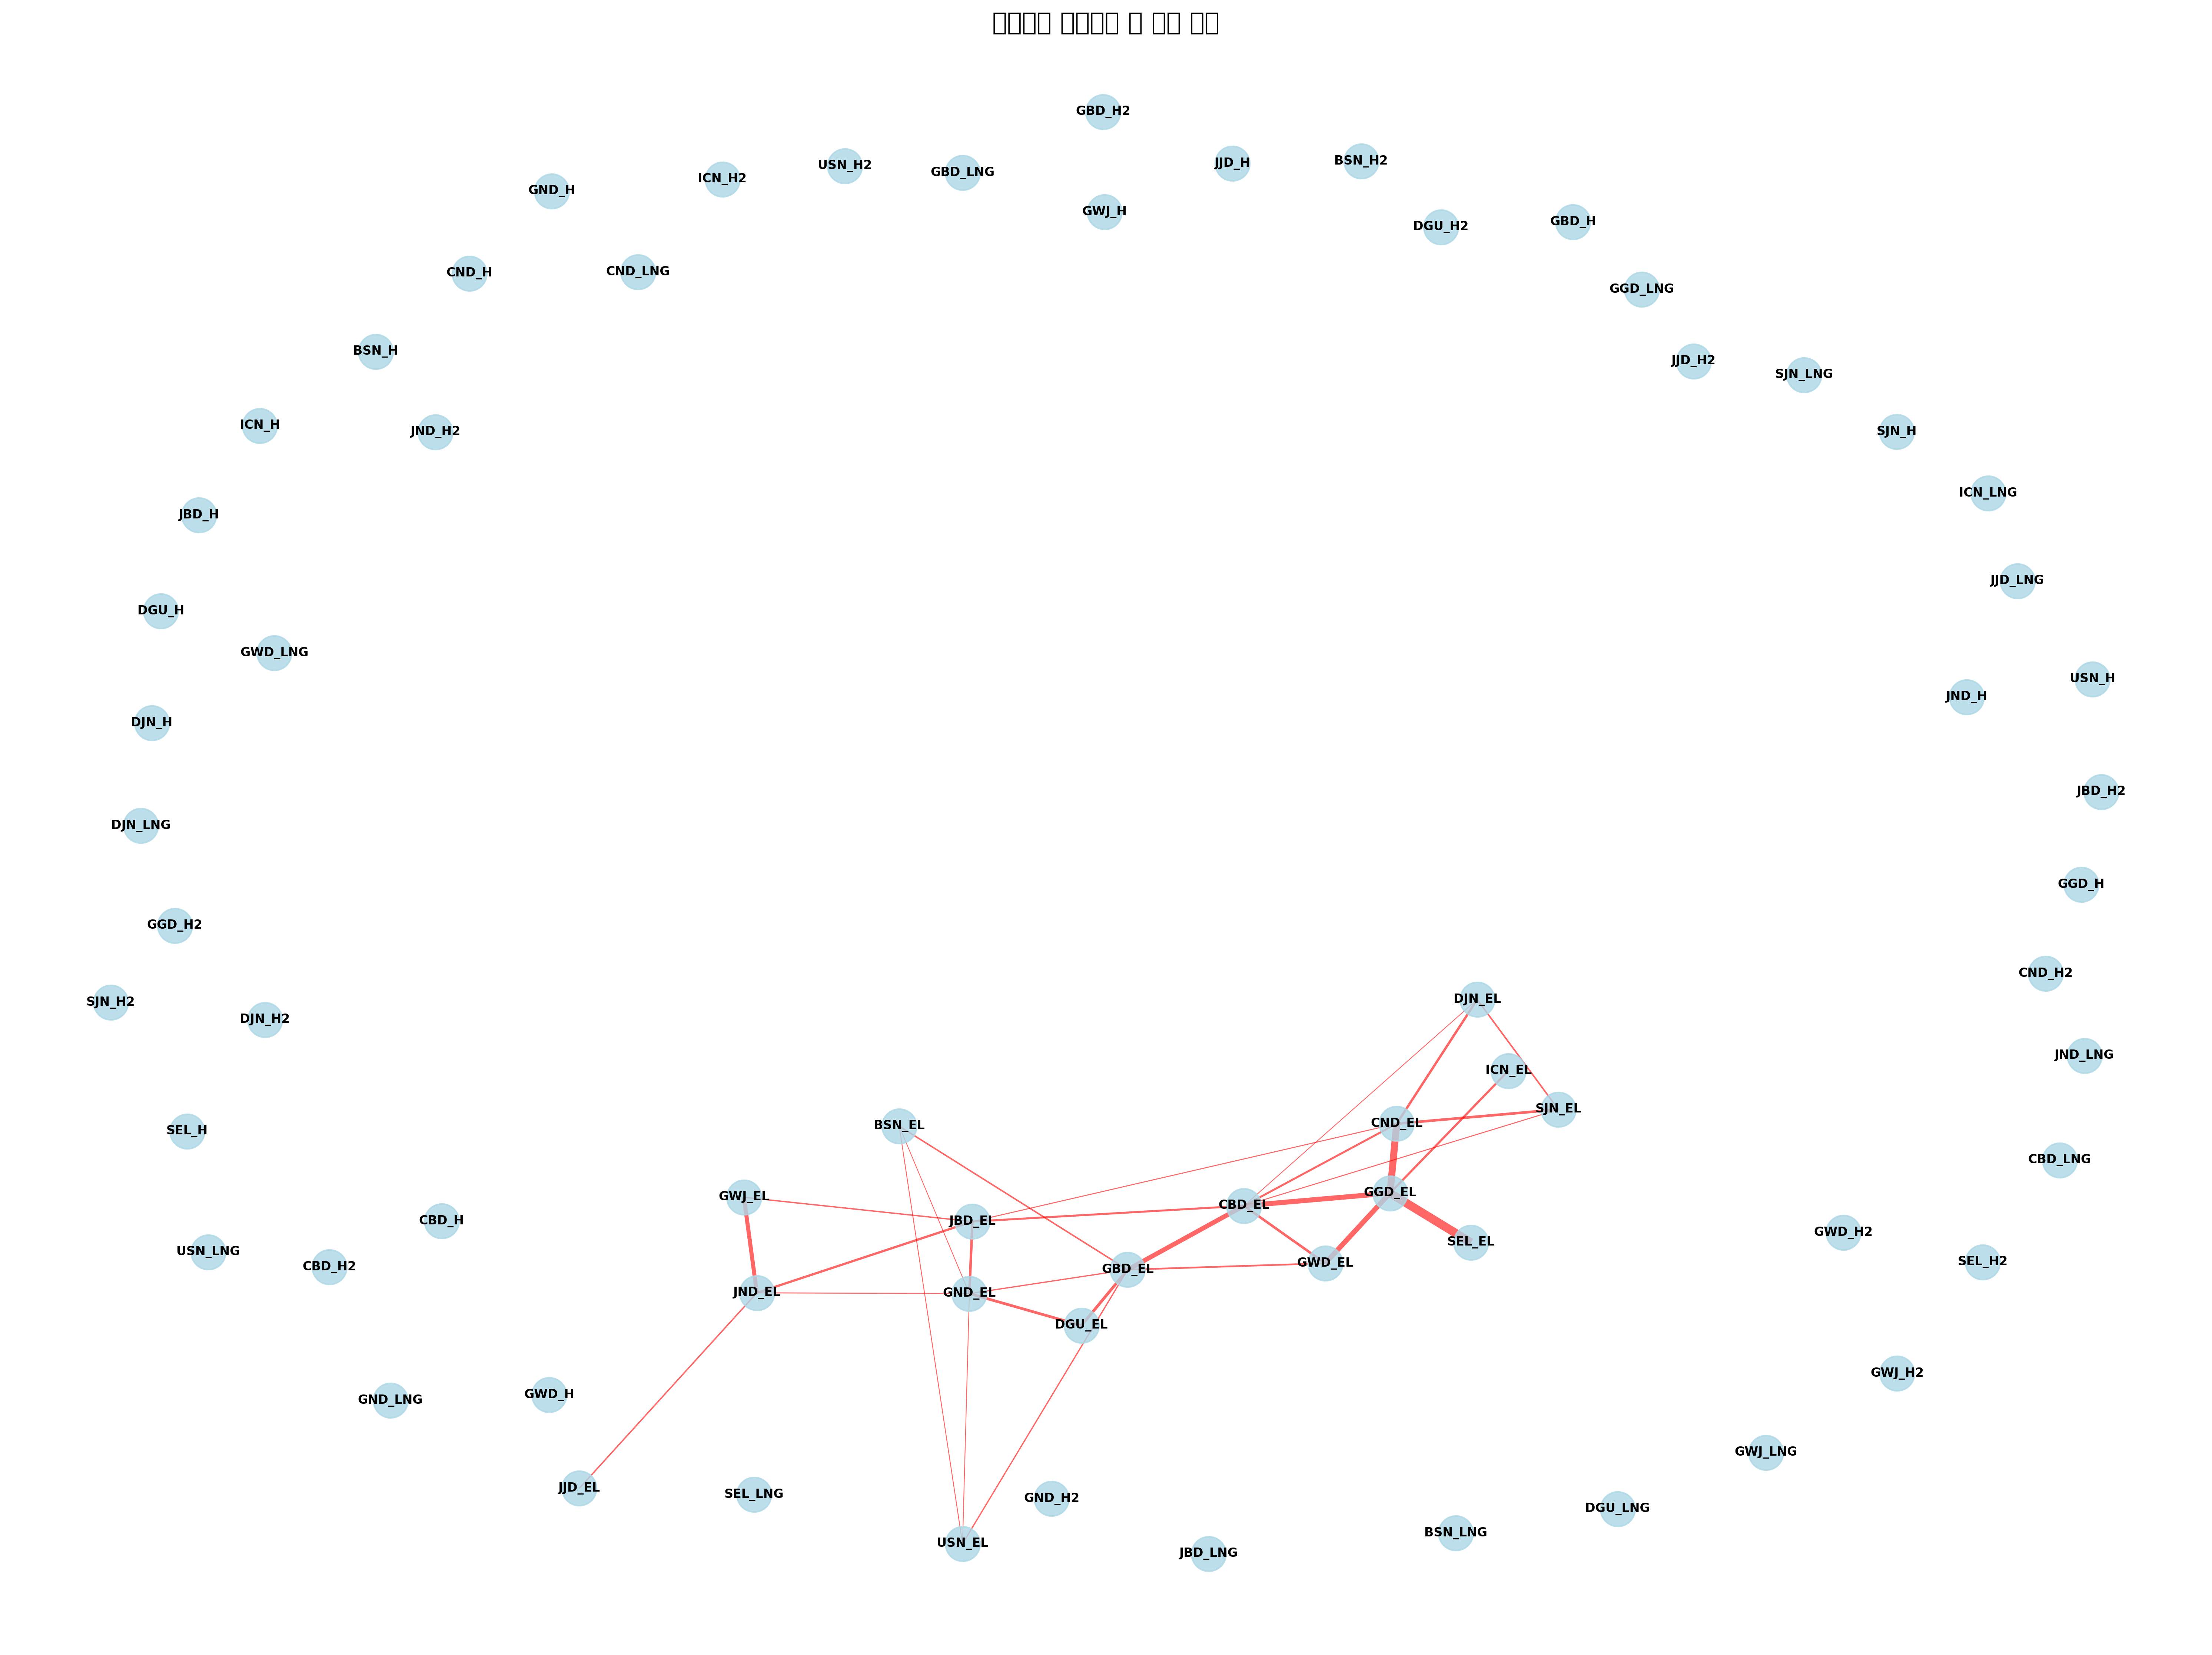 GBD_H2
JJD_H
BSN_H2
USN_H2
GBD_LNG
ICN_H2
GND_H
GWJ_H
GBD_H
DGU_H2
CND_H
CND_LNG
GGD_LNG
BSN_H
JJD_H2
SJN_LNG
ICN_H
JND_H2
SJN_H
ICN_LNG
JBD_H
JJD_LNG
DGU_H
GWD_LNG
USN_H
JND_H
DJN_H
JBD_H2
DJN_LNG
GGD_H
GGD_H2
CND_H2
DJN_EL
SJN_H2
DJN_H2
JND_LNG
ICN_EL
SJN_EL
CND_EL
BSN_EL
SEL_H
CBD_LNG
GGD_EL
GWJ_EL
CBD_EL
CBD_H
JBD_EL
GWD_H2
SEL_EL
USN_LNG
CBD_H2
GBD_EL
GWD_EL
SEL_H2
JND_EL
GND_EL
DGU_EL
GWJ_H2
GWD_H
GND_LNG
GWJ_LNG
JJD_EL
SEL_LNG
GND_H2
DGU_LNG
BSN_LNG
USN_EL
JBD_LNG